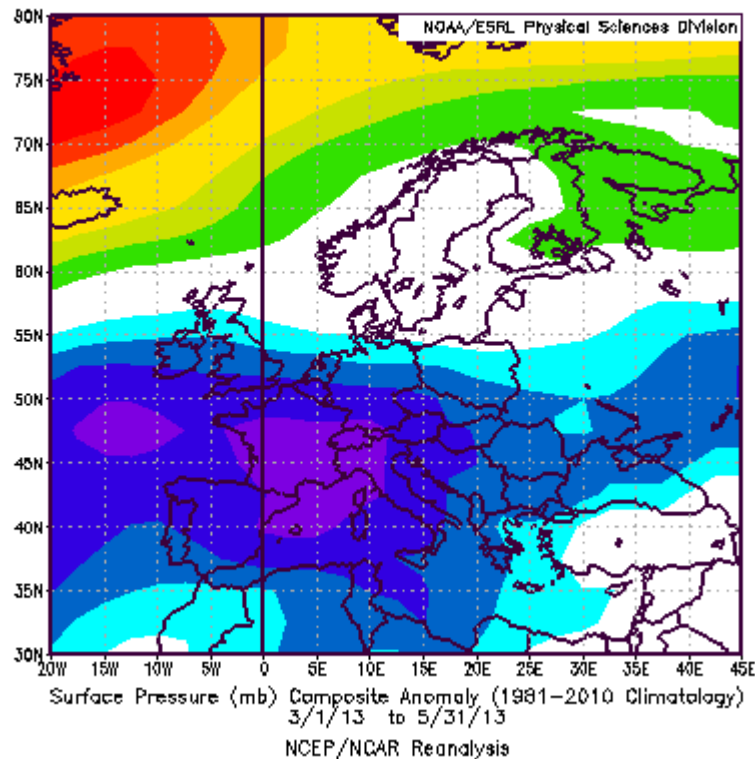 80N
NOAA/ESRL Physical Sciences Division
75N
70N
65N
60N
55N
50N
45N
40N
35N
30N
20W 15W 10W 5W 0 5E 10E 15E 20E 25E 30E 35E 40E 45E
Surface Pressure (mb) Composite Anomaly (1981-2010 Climatology)
3/1/13 to 5/31/13
NCEP/NCAR Reanalysis